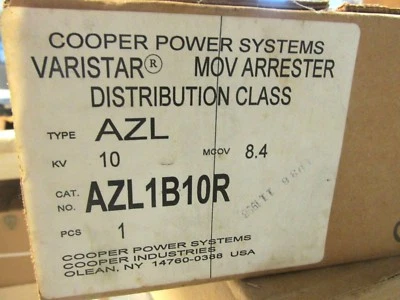 COOPER POWER SYSTEMS
VARISTAR® MOV ARRESTER
DISTRIBUTION CLASS
TYPE AZL
KV 10 MCOV 8.4
CAT. NO. AZL1B10R
PCS 1
COOPER POWER SYSTEMS
COOPER INDUSTRIES
OLEAN, NY 14760-0388 USA